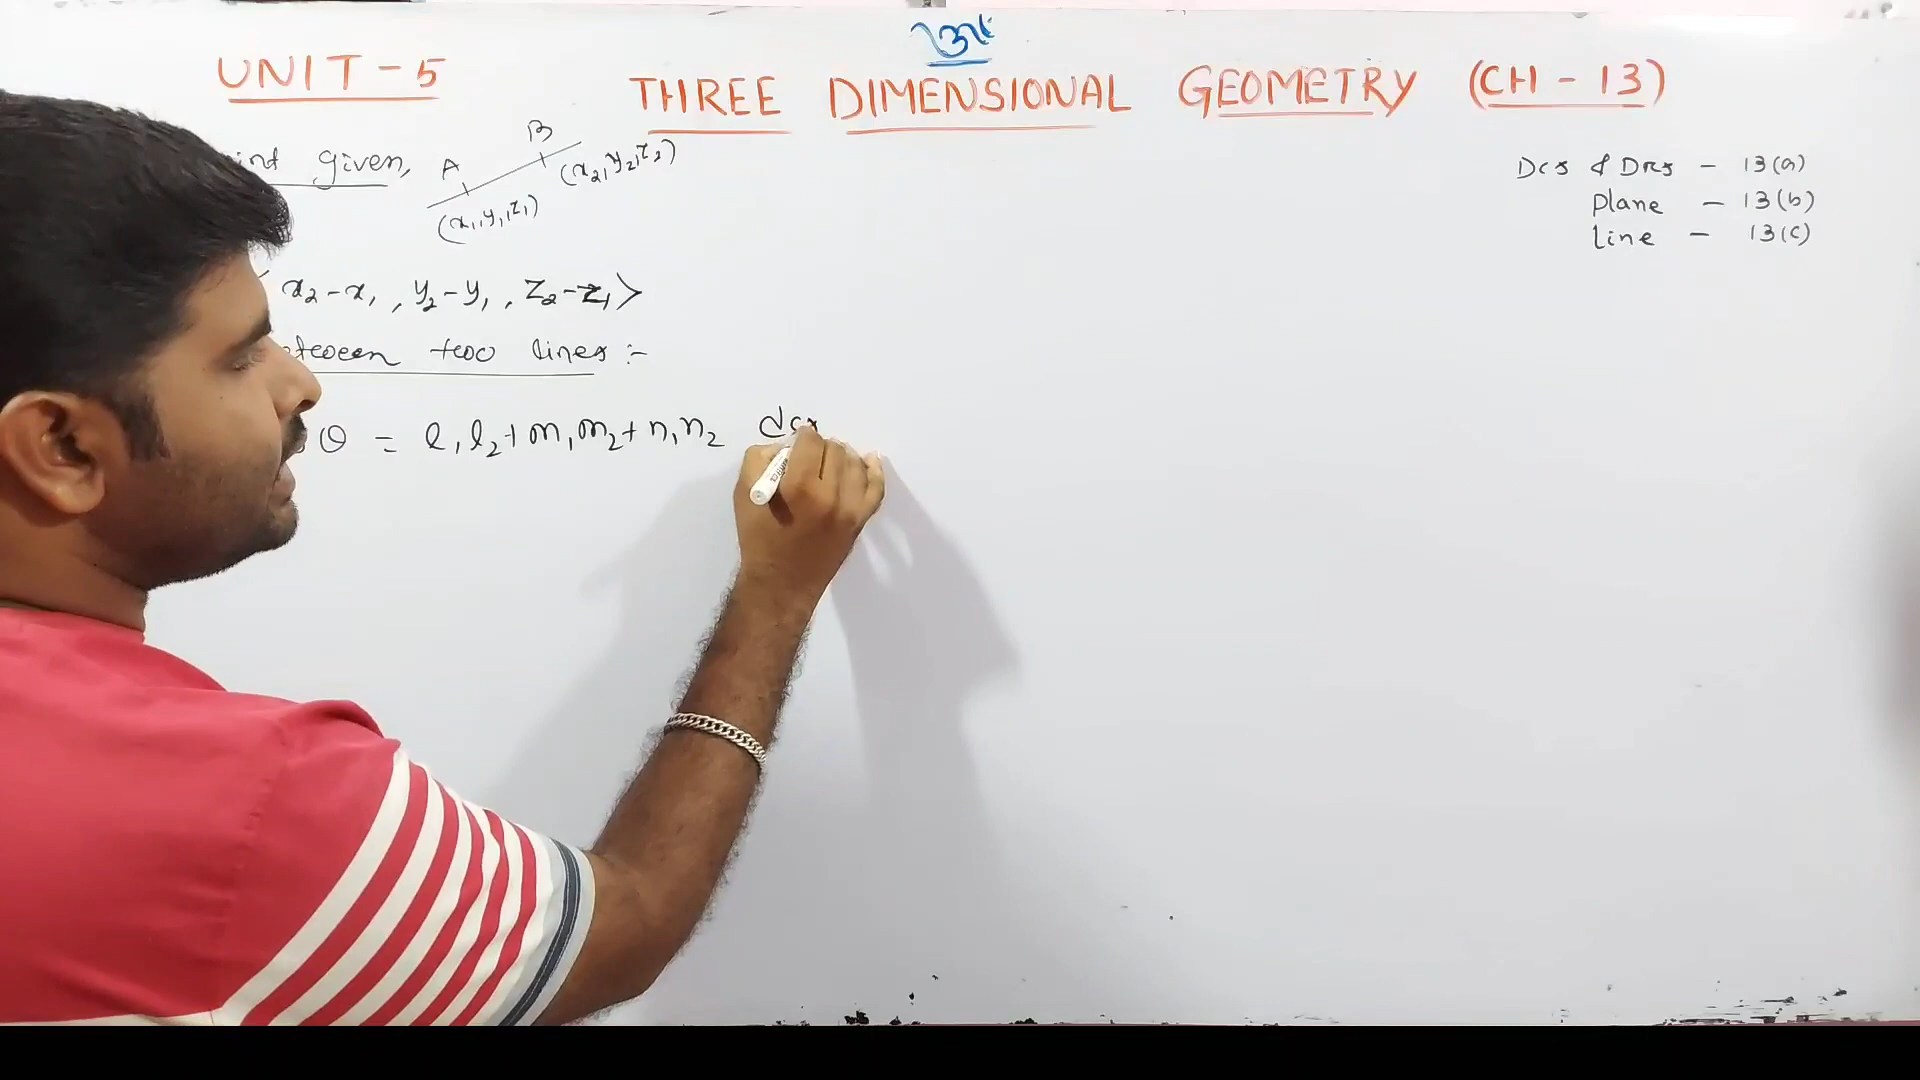 ॐ
UNIT - 5 THREE DIMENSIONAL GEOMETRY (CH - 13)
given, A B
(x₁, y₁, z₁) (x₂, y₂, z₂)
x₂-x₁, y₂-y₁, z₂-z₁>
two lines :-
θ = l₁l₂+m₁m₂+n₁n₂ dcs
Dcs & Drs - 13(a)
plane - 13(b)
line - 13(c)